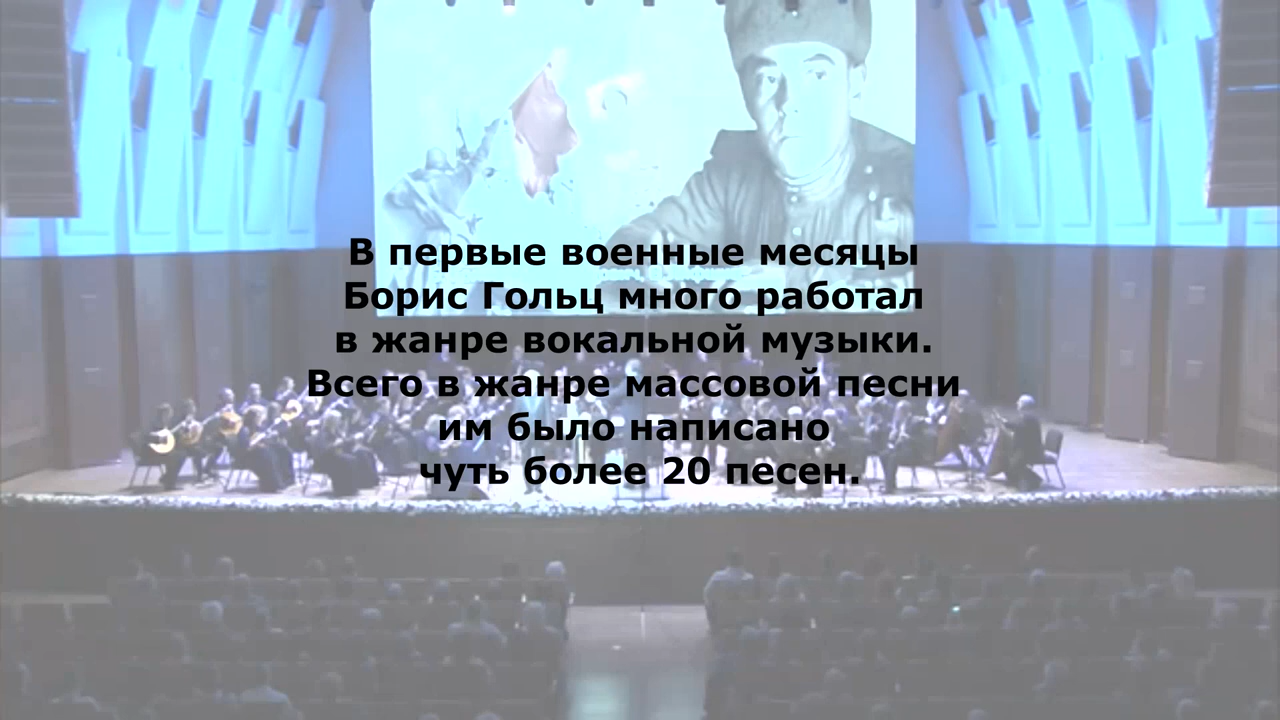 В первые военные месяцы
Борис Гольц много работал
в жанре вокальной музыки.
Всего в жанре массовой песни
им было написано
чуть более 20 песен.